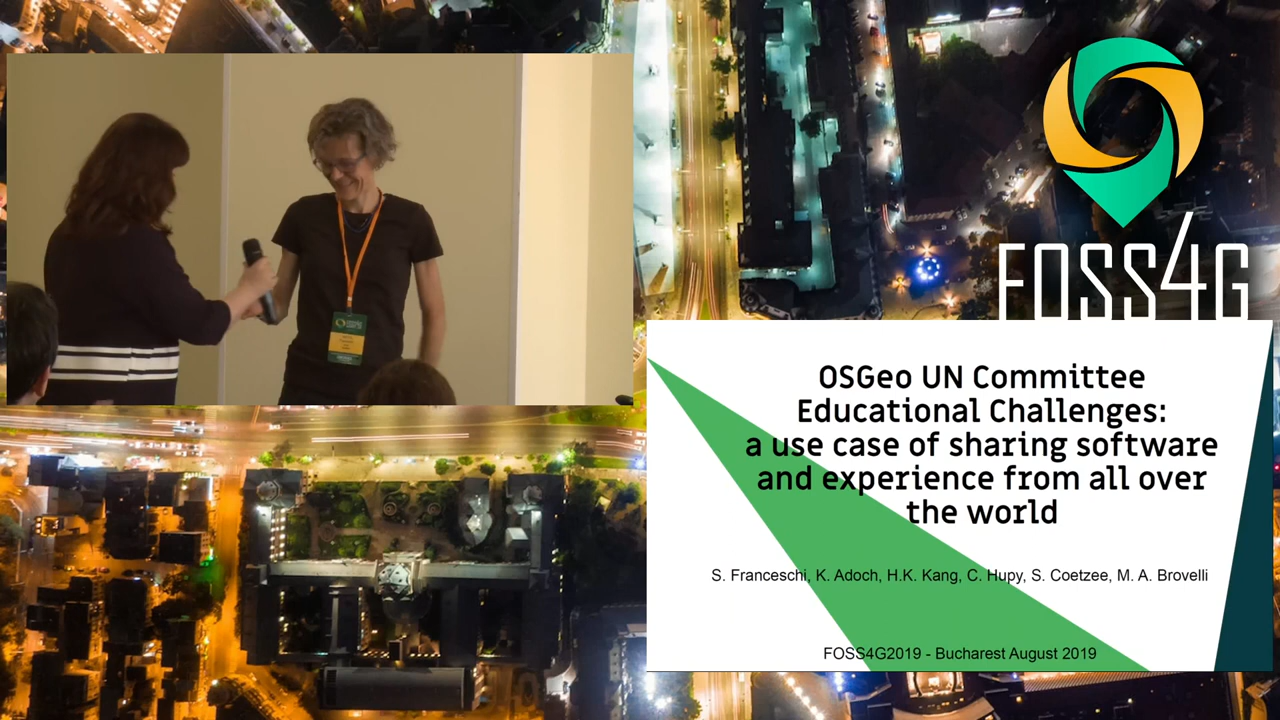 FOSS4G
OSGeo UN Committee
Educational Challenges:
a use case of sharing software
and experience from all over
the world
S. Franceschi, K. Adoch, H.K. Kang, C. Hupy, S. Coetzee, M. A. Brovelli
FOSS4G2019 - Bucharest August 2019